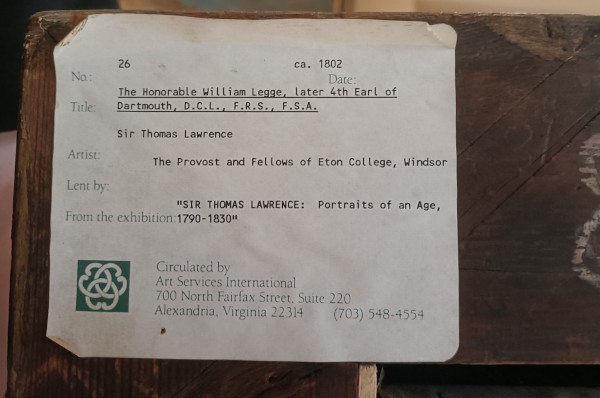 No.: 26 Date: ca. 1802
Title: The Honorable William Legge, later 4th Earl of
Dartmouth, D.C.L., F.R.S., F.S.A.
Artist: Sir Thomas Lawrence
Lent by: The Provost and Fellows of Eton College, Windsor
From the exhibition: "SIR THOMAS LAWRENCE: Portraits of an Age,
1790-1830"
Circulated by
Art Services International
700 North Fairfax Street, Suite 220
Alexandria, Virginia 22314 (703) 548-4554